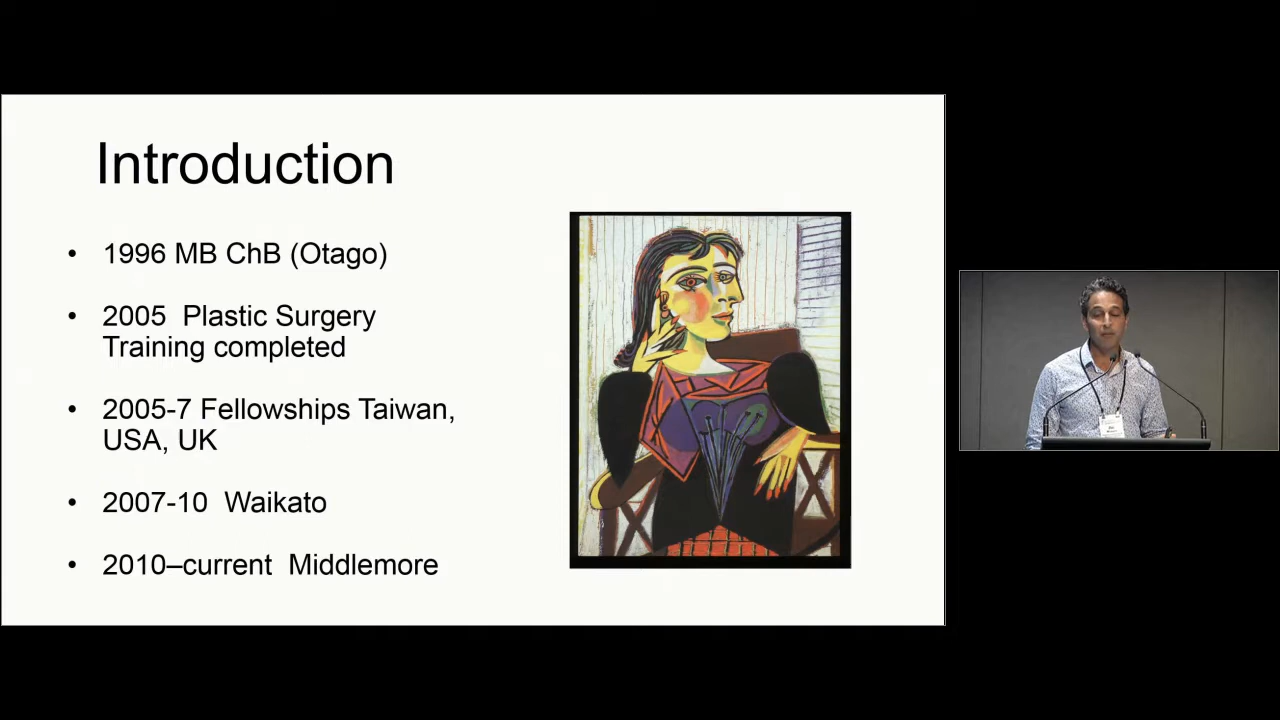 Introduction
• 1996 MB ChB (Otago)
• 2005  Plastic Surgery
Training completed
• 2005-7 Fellowships Taiwan,
USA, UK
• 2007-10  Waikato
• 2010–current  Middlemore